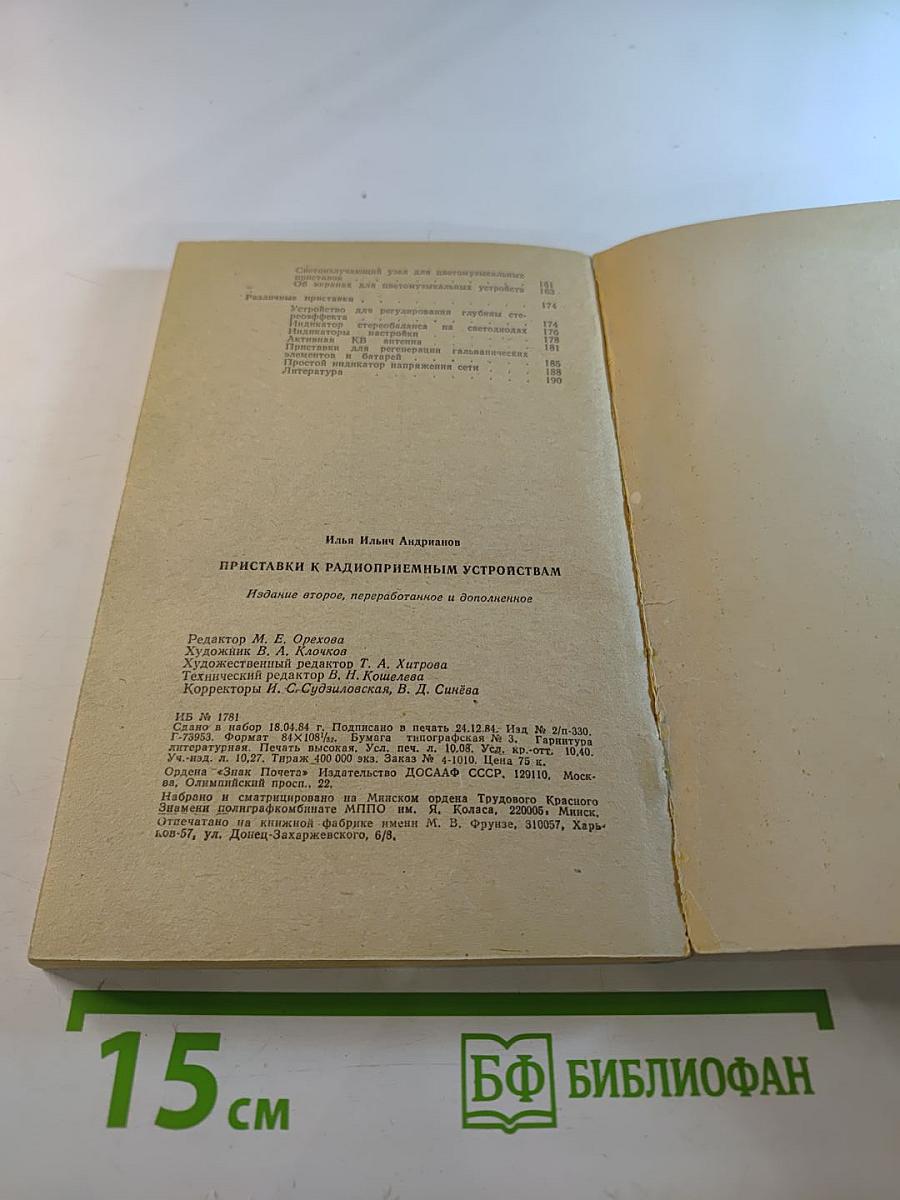 Светоизлучающий узел для цветомузыкальных
приставок . . . . . . . . . 161
Об экранах для цветомузыкальных устройств 163
Различные приставки . . . . . . . . 174
Устройство для регулирования глубины сте-
реоэффекта . . . . . . . . . 174
Индикатор стереобаланса на светодиодах 176
Индикаторы настройки . . . . . . 178
Активная КВ антенна . . . . . . 181
Приставки для регенерации гальванических
элементов и батарей . . . . . . . 185
Простой индикатор напряжения сети . . . 188
Литература . . . . . . . . 190
Илья Ильич Андрианов
ПРИСТАВКИ К РАДИОПРИЕМНЫМ УСТРОЙСТВАМ
Издание второе, переработанное и дополненное
Редактор М. Е. Орехова
Художник В. А. Клочков
Художественный редактор Т. А. Хитрова
Технический редактор В. Н. Кошелева
Корректоры И. С. Судзиловская, В. Д. Синёва
ИБ № 1781
Сдано в набор 18.04.84 г. Подписано в печать 24.12.84. Изд № 2/п-330.
Г-73953. Формат 84×108¹/₃₂. Бумага типографская № 3. Гарнитура
литературная. Печать высокая. Усл. печ. л. 10,08. Усл. кр.-отт. 10,40.
Уч.-изд. л. 10,27. Тираж 400 000 экз. Заказ № 4-1010. Цена 75 к.
Ордена «Знак Почета» Издательство ДОСААФ СССР. 129110, Моск-
ва, Олимпийский просп., 22.
Набрано и сматрицировано на Минском ордена Трудового Красного
Знамени полиграфкомбинате МППО им. Я. Коласа, 220005, Минск.
Отпечатано на книжной фабрике имени М. В. Фрунзе, 310057, Харь-
ков-57, ул. Донец-Захаржевского, 6/8.
15 см
БФ БИБЛИОФАН